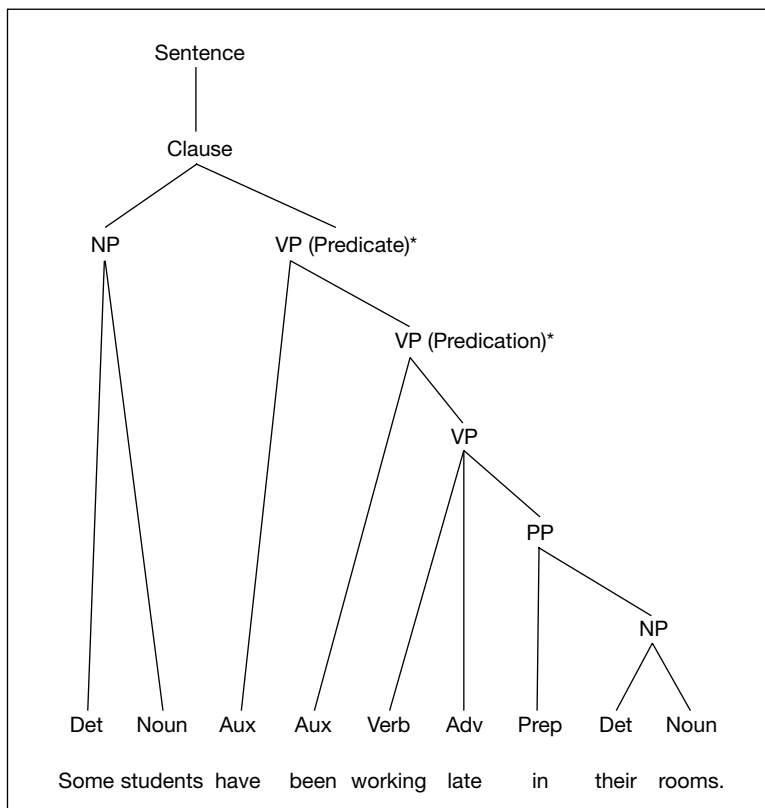 Sentence
Clause
NP VP (Predicate)*
VP (Predication)*
VP
PP
NP
Det Noun Aux Aux Verb Adv Prep Det Noun
Some students have been working late in their rooms.